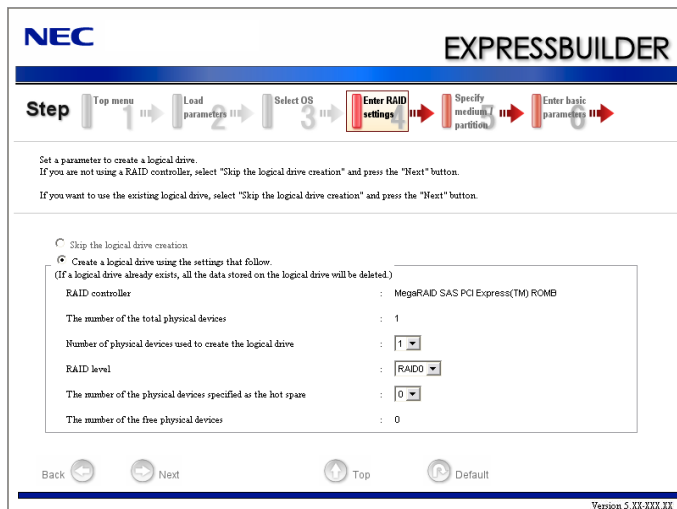 NEC
EXPRESSBUILDER
Step
Top menu
1
Load
parameters
2
Select OS
3
Enter RAID
settings
4
Specify
medium /
partition
5
Enter basic
parameters
6
Set a parameter to create a logical drive.
If you are not using a RAID controller, select "Skip the logical drive creation" and press the "Next" button.
If you want to use the existing logical drive, select "Skip the logical drive creation" and press the "Next" button.
Skip the logical drive creation
Create a logical drive using the settings that follow.
(If a logical drive already exists, all the data stored on the logical drive will be deleted.)
RAID controller : MegaRAID SAS PCI Express(TM) ROMB
The number of the total physical devices : 1
Number of physical devices used to create the logical drive : 1
RAID level : RAID0
The number of the physical devices specified as the hot spare : 0
The number of the free physical devices : 0
Back Next Top Default
Version 5.XX-XXX.XX